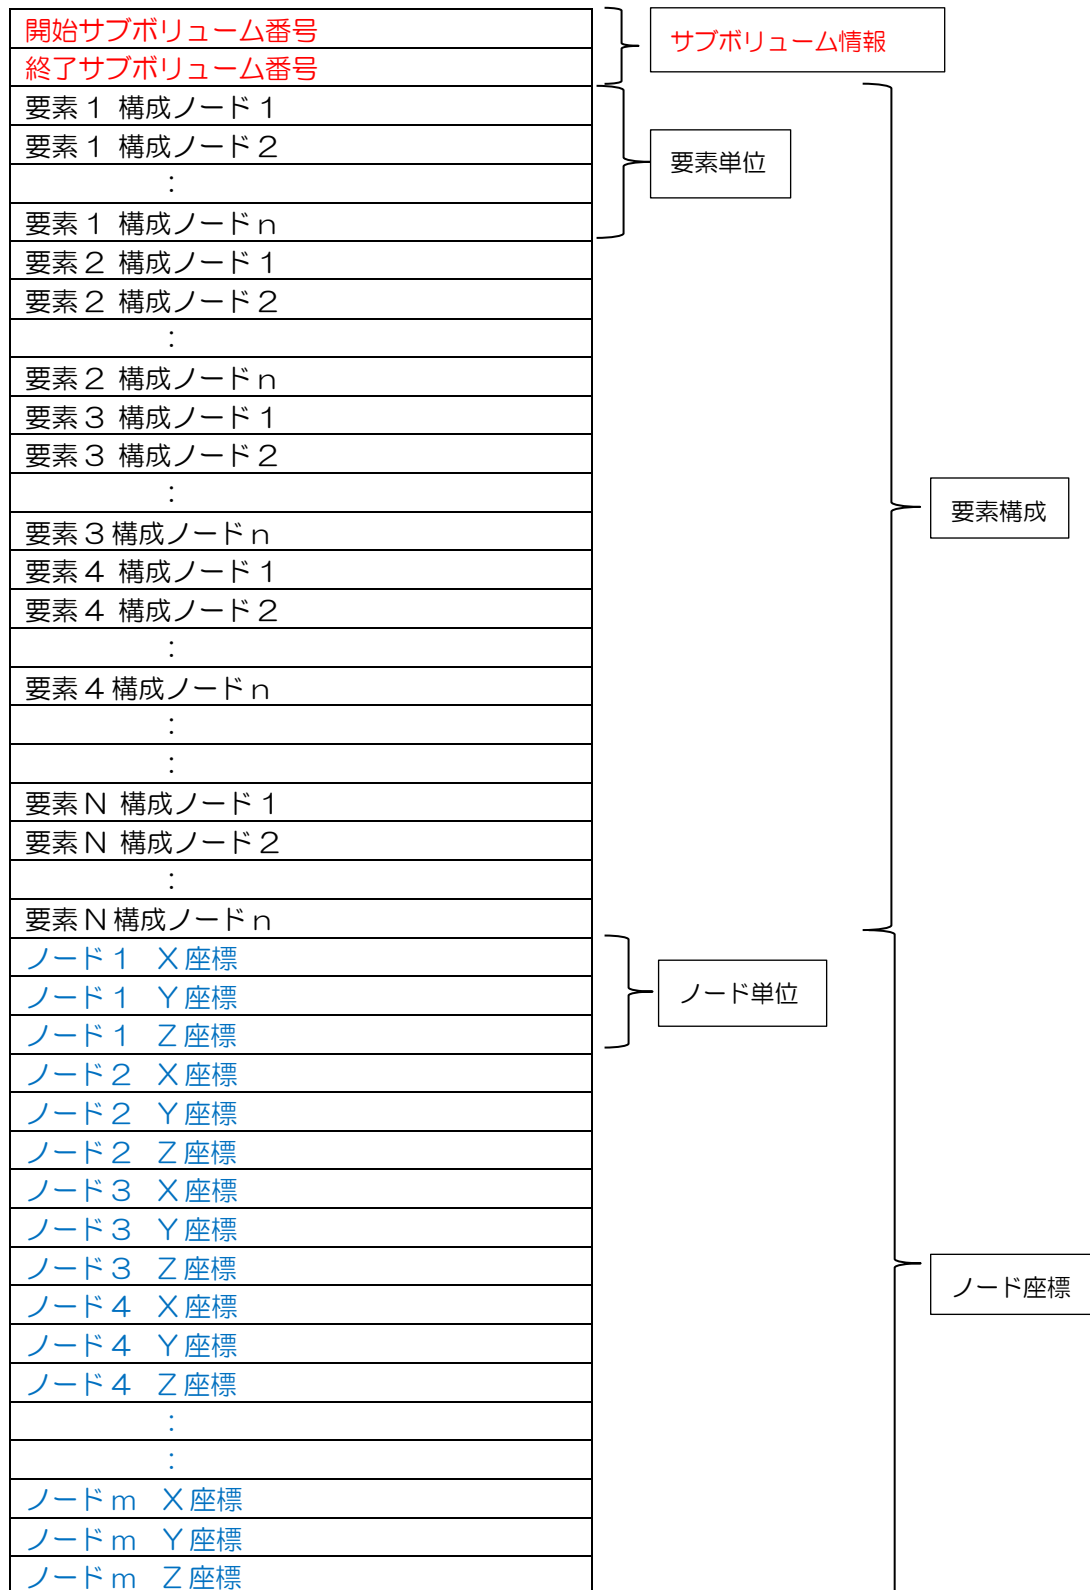 開始サブボリューム番号
終了サブボリューム番号
サブボリューム情報
要素1 構成ノード1
要素1 構成ノード2
:
要素1 構成ノードn
要素単位
要素2 構成ノード1
要素2 構成ノード2
:
要素2 構成ノードn
要素3 構成ノード1
要素3 構成ノード2
:
要素3構成ノードn
要素4 構成ノード1
要素4 構成ノード2
:
要素4構成ノードn
:
:
要素N 構成ノード1
要素N 構成ノード2
:
要素N構成ノードn
要素構成
ノード1 X座標
ノード1 Y座標
ノード1 Z座標
ノード単位
ノード2 X座標
ノード2 Y座標
ノード2 Z座標
ノード3 X座標
ノード3 Y座標
ノード3 Z座標
ノード4 X座標
ノード4 Y座標
ノード4 Z座標
:
:
ノードm X座標
ノードm Y座標
ノードm Z座標
ノード座標